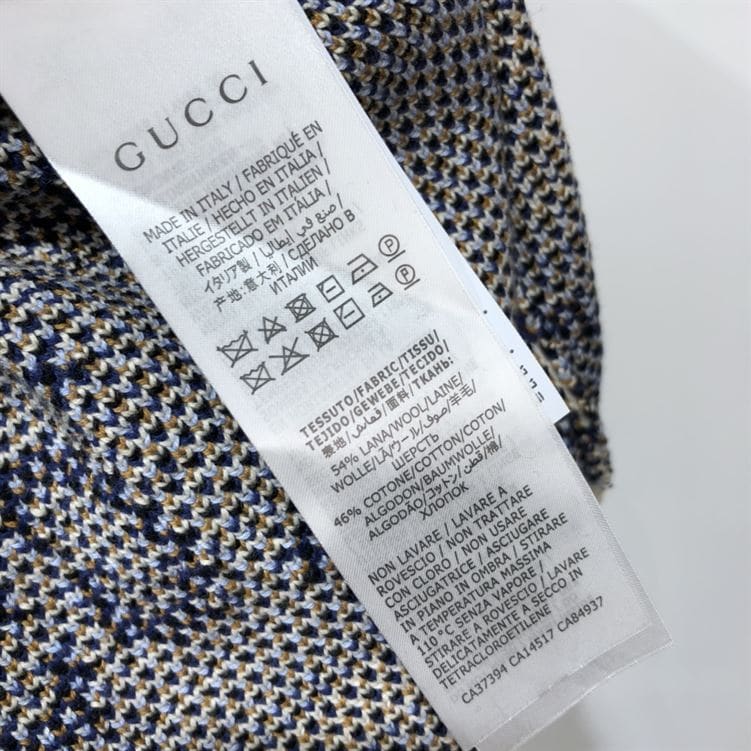 GUCCI
MADE IN ITALY / FABRIQUÉ EN
ITALIE / HECHO EN ITALIA /
HERGESTELLT IN ITALIEN /
FABRICADO EM ITÁLIA /
イタリア製 / صنع في إيطاليا
产地:意大利 / СДЕЛАНО В
ИТАЛИИ
TESSUTO/FABRIC/TISSU/
TEJIDO/GEWEBE/TECIDO/
表地/قماش/面料/ТКАНЬ:
54% LANA/WOOL/LAINE/
WOLLE/LÃ/ウール/صوف/羊毛/
ШЕРСТЬ
46% COTONE/COTTON/COTON/
ALGODON/BAUMWOLLE/
ALGODÃO/コットン/قطن/棉/
ХЛОПОК
NON LAVARE / LAVARE A
ROVESCIO / NON TRATTARE
CON CLORO / NON USARE
ASCIUGATRICE / ASCIUGARE
IN PIANO IN OMBRA / STIRARE
A TEMPERATURA MASSIMA
110 °C SENZA VAPORE /
STIRARE A ROVESCIO / LAVARE
DELICATAMENTE A SECCO IN
TETRACLOROETILENE
CA37394 CA14517 CA84937